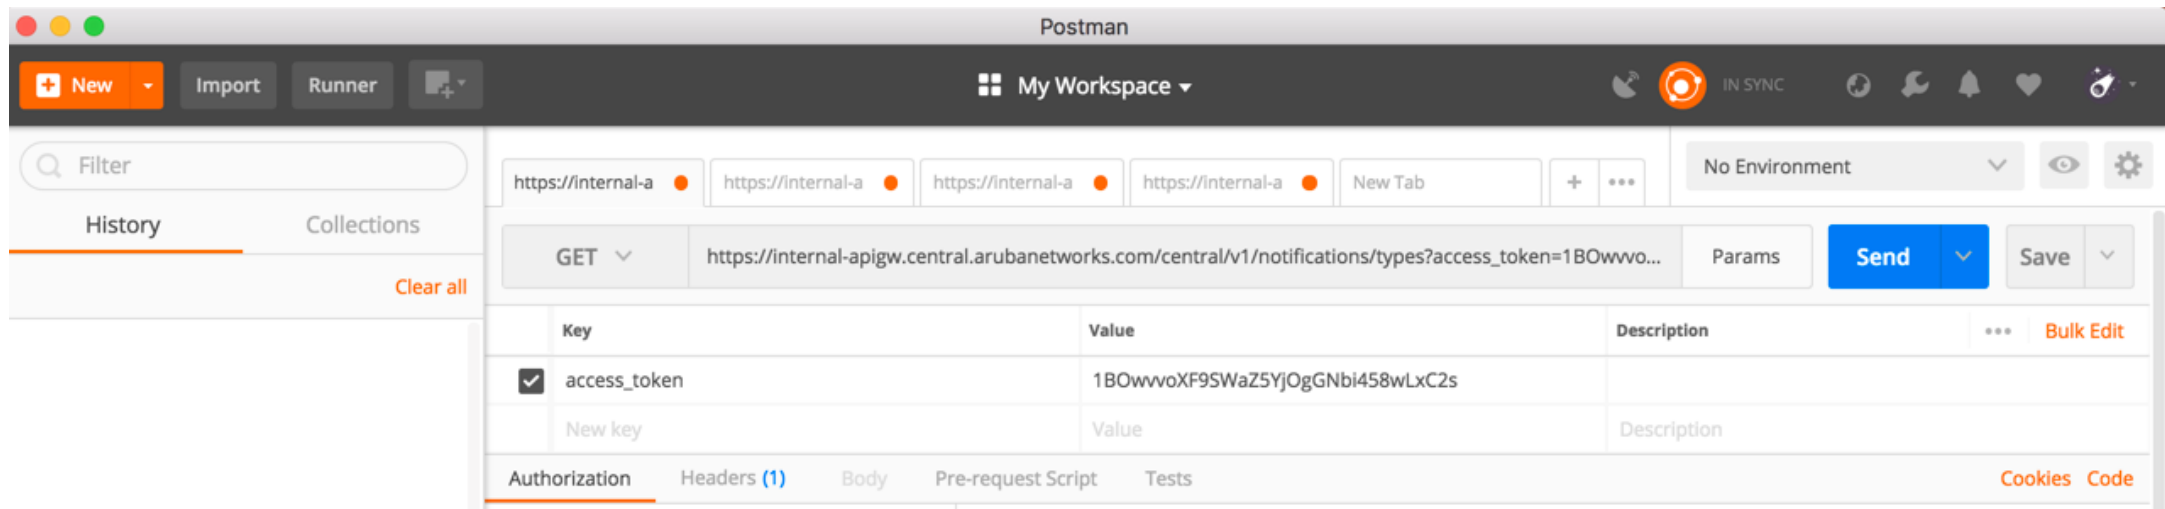 Postman
New Import Runner My Workspace IN SYNC
Filter
History Collections
Clear all
https://internal-a https://internal-a https://internal-a https://internal-a New Tab + ••• No Environment
GET https://internal-apigw.central.arubanetworks.com/central/v1/notifications/types?access_token=1BOwvvo... Params Send Save
Key Value Description ••• Bulk Edit
access_token 1BOwvvoXF9SWaZ5YjOgGNbi458wLxC2s
New key Value Description
Authorization Headers (1) Body Pre-request Script Tests Cookies Code